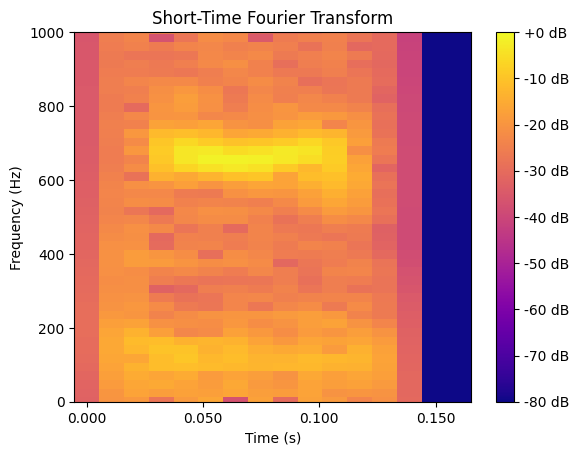 Short-Time Fourier Transform
Frequency (Hz)
1000
800
600
400
200
0
0.000
0.050
0.100
0.150
Time (s)
+0 dB
-10 dB
-20 dB
-30 dB
-40 dB
-50 dB
-60 dB
-70 dB
-80 dB